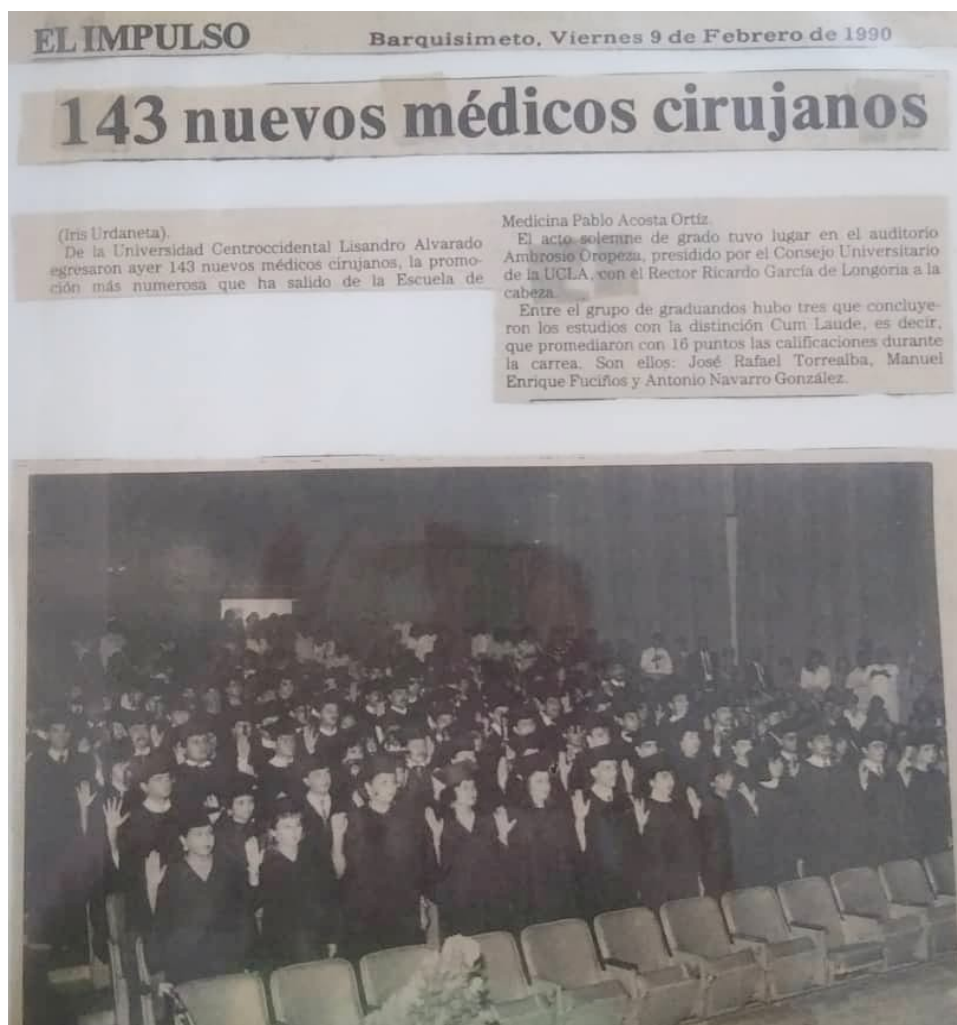 EL IMPULSO
Barquisimeto, Viernes 9 de Febrero de 1990
143 nuevos médicos cirujanos
(Iris Urdaneta).
De la Universidad Centroccidental Lisandro Alvarado
egresaron ayer 143 nuevos médicos cirujanos, la promo-
ción más numerosa que ha salido de la Escuela de
Medicina Pablo Acosta Ortíz.
El acto solemne de grado tuvo lugar en el auditorio
Ambrosio Oropeza, presidido por el Consejo Universitario
de la UCLA, con el Rector Ricardo García de Longoria a la
cabeza.
Entre el grupo de graduandos hubo tres que concluye-
ron los estudios con la distinción Cum Laude, es decir,
que promediaron con 16 puntos las calificaciones durante
la carrea. Son ellos: José Rafael Torrealba, Manuel
Enrique Fuciños y Antonio Navarro González.